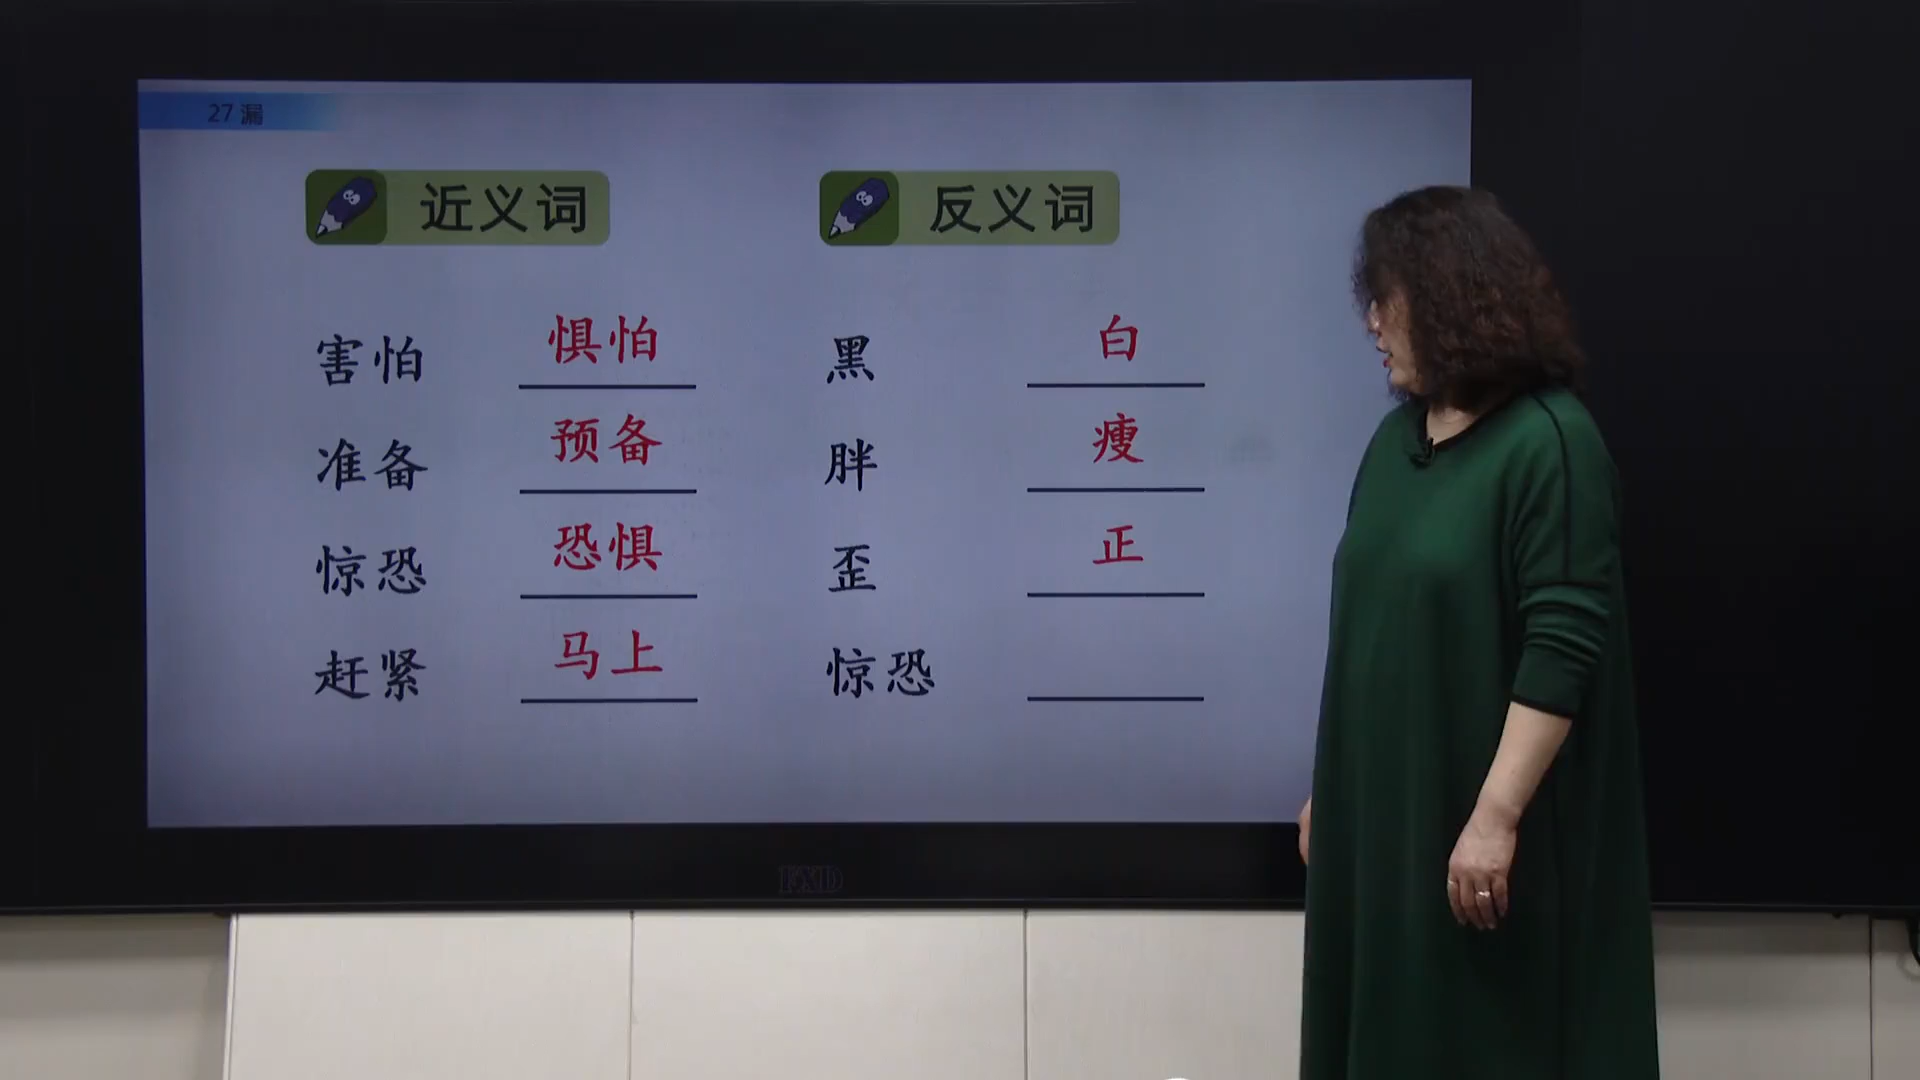 27 漏
近义词 反义词
害怕 惧怕 黑 白
准备 预备 胖 瘦
惊恐 恐惧 歪 正
赶紧 马上 惊恐